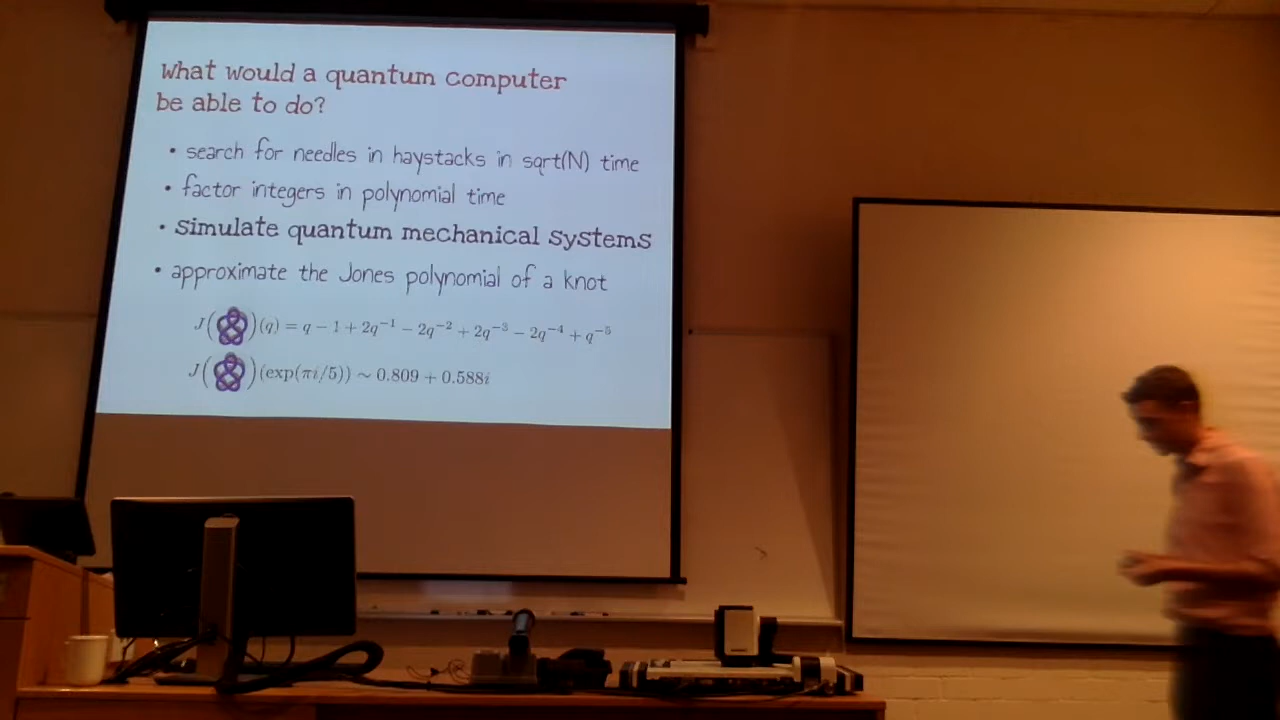 What would a quantum computer
be able to do?
• search for needles in haystacks in sqrt(N) time
• factor integers in polynomial time
• simulate quantum mechanical systems
• approximate the Jones polynomial of a knot
J( )(q) = q − 1 + 2q⁻¹ − 2q⁻² + 2q⁻³ − 2q⁻⁴ + q⁻⁵
J( )(exp(πi/5)) ~ 0.809 + 0.588i